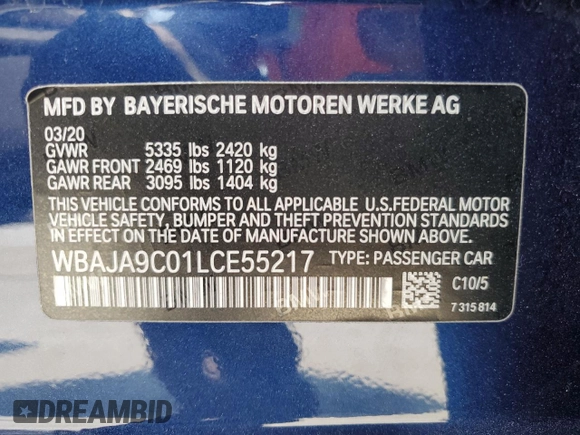 MFD BY BAYERISCHE MOTOREN WERKE AG
03/20
GVWR 5335 lbs 2420 kg
GAWR FRONT 2469 lbs 1120 kg
GAWR REAR 3095 lbs 1404 kg
THIS VEHICLE CONFORMS TO ALL APPLICABLE U.S.FEDERAL MOTOR
VEHICLE SAFETY, BUMPER AND THEFT PREVENTION STANDARDS
IN EFFECT ON THE DATE OF MANUFACTURE SHOWN ABOVE.
WBAJA9C01LCE55217 TYPE: PASSENGER CAR
C10/5
7 315 814
DREAMBID